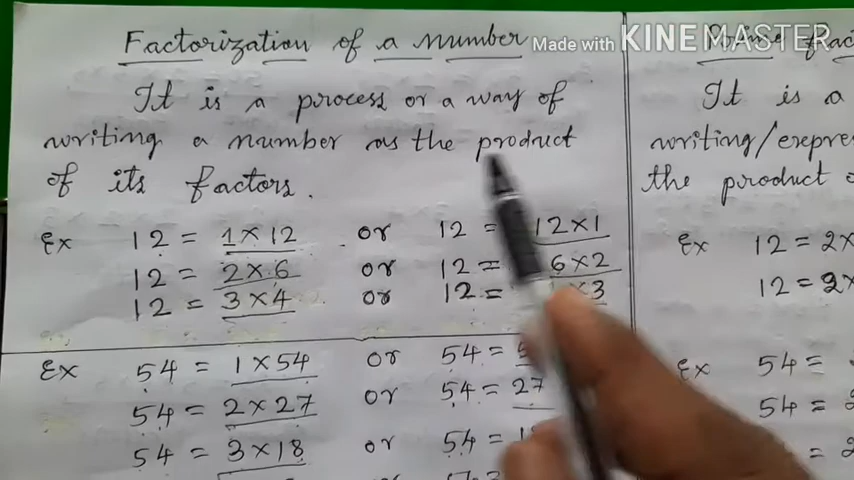 Factorization of a number
Made with KINEMASTER
It is a process or a way of
writing a number as the product
of its factors.
Ex 12 = 1 × 12 or 12 = 12 × 1
12 = 2 × 6 or 12 = 6 × 2
12 = 3 × 4 or 12 = × 3
Ex 54 = 1 × 54 or 54 =
54 = 2 × 27 or 54 = 27
54 = 3 × 18 or 54 =
Prime
It is a
writing/expre
the product
Ex 12 = 2×
12 = 2×
Ex 54 =
54 =
=